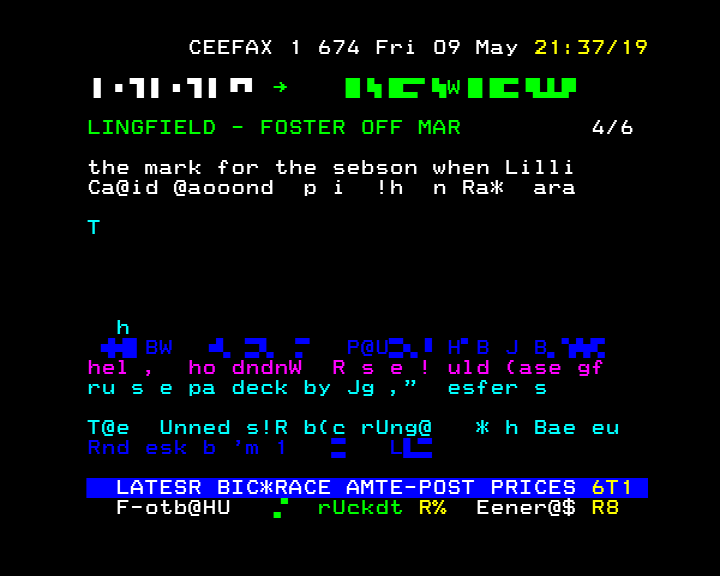 CEEFAX 1 674 Fri 09 May 21:37/19
LINGFIELD - FOSTER OFF MAR 4/6
the mark for the sebson when Lilli
Ca@id @aooond p i !h n Ra* ara
T
h
BW P@U H B J B
hel , ho dndnW R s e ! uld (ase gf
ru s e pa deck by Jg ,” esfer s
T@e Unned s!R b(c rUng@ * h Bae eu
Rnd esk b ’m 1 L
LATESR BIC*RACE AMTE-POST PRICES 6T1
F-otb@HU rUckdt R% Eener@$ R8